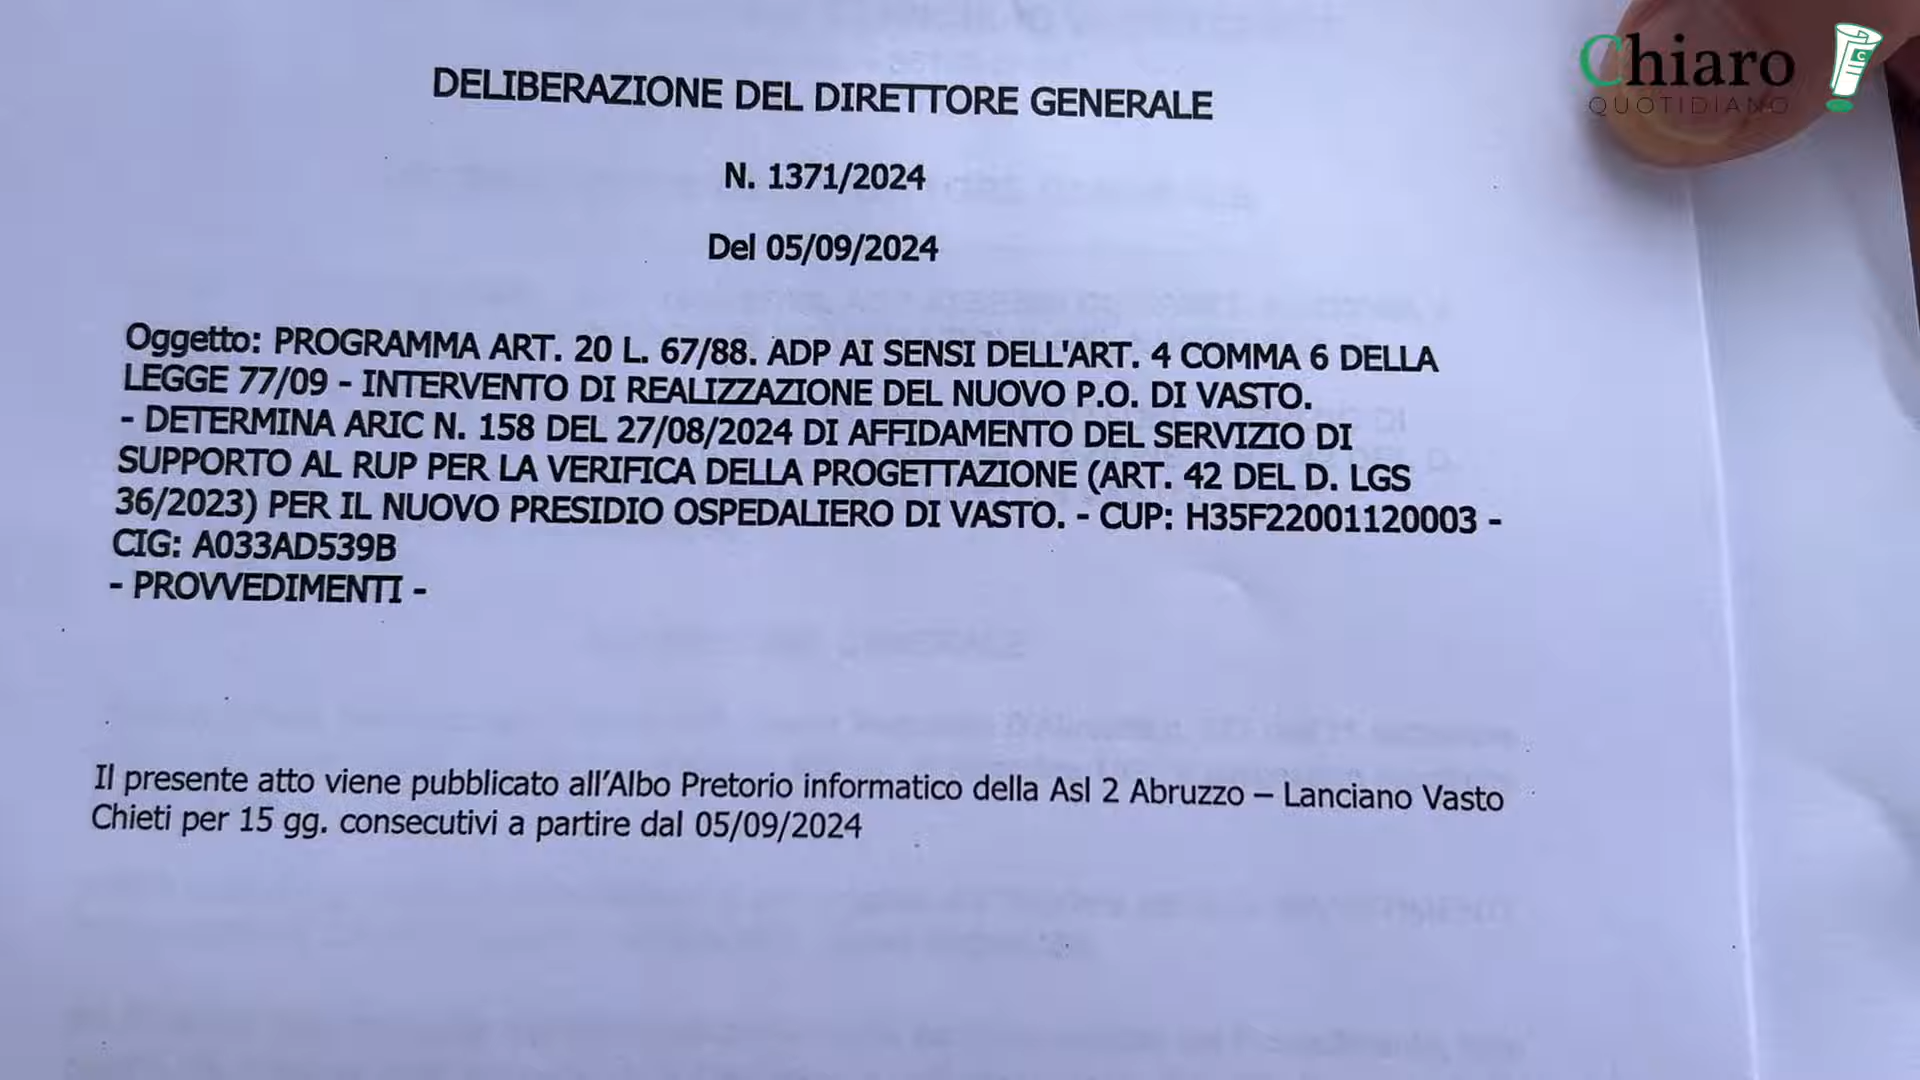 Chiaro
QUOTIDIANO
DELIBERAZIONE DEL DIRETTORE GENERALE
N. 1371/2024
Del 05/09/2024
Oggetto: PROGRAMMA ART. 20 L. 67/88. ADP AI SENSI DELL'ART. 4 COMMA 6 DELLA
LEGGE 77/09 - INTERVENTO DI REALIZZAZIONE DEL NUOVO P.O. DI VASTO.
- DETERMINA ARIC N. 158 DEL 27/08/2024 DI AFFIDAMENTO DEL SERVIZIO DI
SUPPORTO AL RUP PER LA VERIFICA DELLA PROGETTAZIONE (ART. 42 DEL D. LGS
36/2023) PER IL NUOVO PRESIDIO OSPEDALIERO DI VASTO. - CUP: H35F22001120003 -
CIG: A033AD539B
- PROVVEDIMENTI -
Il presente atto viene pubblicato all’Albo Pretorio informatico della Asl 2 Abruzzo – Lanciano Vasto
Chieti per 15 gg. consecutivi a partire dal 05/09/2024